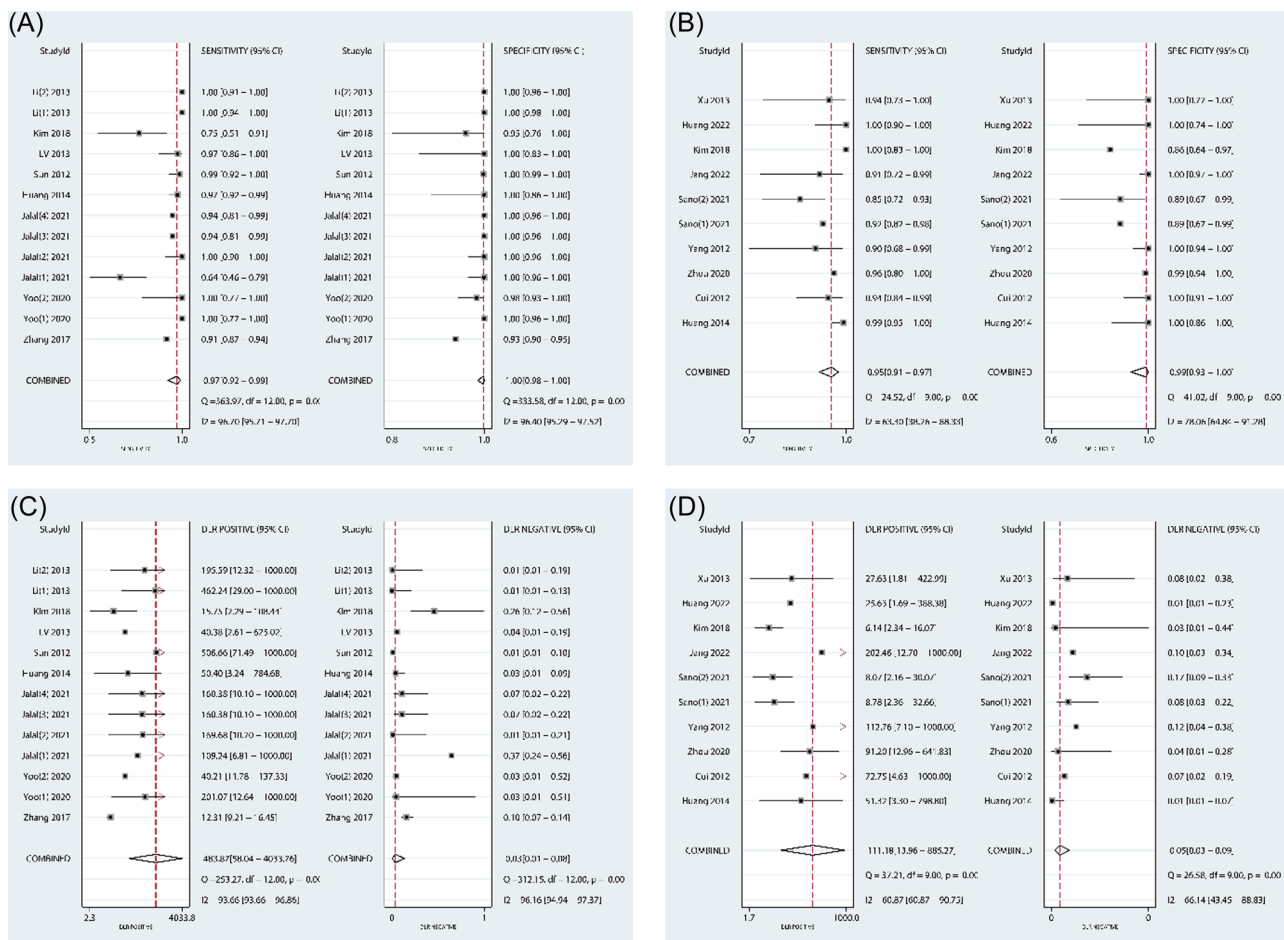 (A)
StudyId SENSITIVITY (95% CI) StudyId SPECIFICITY (95% CI)
Li(2) 2013 1.00 [0.91 – 1.00] Li(2) 2013 1.00 [0.96 – 1.00]
Li(1) 2013 1.00 [0.94 – 1.00] Li(1) 2013 1.00 [0.98 – 1.00]
Kim 2018 0.75 [0.51 – 0.91] Kim 2018 0.95 [0.76 – 1.00]
LV 2013 0.97 [0.86 – 1.00] LV 2013 1.00 [0.83 – 1.00]
Sun 2012 0.99 [0.92 – 1.00] Sun 2012 1.00 [0.99 – 1.00]
Huang 2014 0.97 [0.92 – 0.99] Huang 2014 1.00 [0.86 – 1.00]
Jalal(4) 2021 0.94 [0.81 – 0.99] Jalal(4) 2021 1.00 [0.96 – 1.00]
Jalal(3) 2021 0.94 [0.81 – 0.99] Jalal(3) 2021 1.00 [0.96 – 1.00]
Jalal(2) 2021 1.00 [0.90 – 1.00] Jalal(2) 2021 1.00 [0.96 – 1.00]
Jalal(1) 2021 0.64 [0.46 – 0.79] Jalal(1) 2021 1.00 [0.96 – 1.00]
Yoo(2) 2020 1.00 [0.77 – 1.00] Yoo(2) 2020 0.98 [0.93 – 1.00]
Yoo(1) 2020 1.00 [0.77 – 1.00] Yoo(1) 2020 1.00 [0.96 – 1.00]
Zhang 2017 0.91 [0.87 – 0.94] Zhang 2017 0.93 [0.90 – 0.95]
COMBINED 0.97[0.92 – 0.99] COMBINED 1.00[0.98 – 1.00]
Q =363.97, df = 12.00, p = 0.00 Q =333.58, df = 12.00, p = 0.00
I2 = 96.70 [95.71 – 97.70] I2 = 96.40 [95.29 – 97.52]
0.5 1.0 0.8 1.0
SENSITIVITY SPECIFICITY
(B)
StudyId SENSITIVITY (95% CI) StudyId SPECIFICITY (95% CI)
Xu 2013 0.94 [0.73 – 1.00] Xu 2013 1.00 [0.77 – 1.00]
Huang 2022 1.00 [0.90 – 1.00] Huang 2022 1.00 [0.74 – 1.00]
Kim 2018 1.00 [0.83 – 1.00] Kim 2018 0.86 [0.64 – 0.97]
Jang 2022 0.91 [0.72 – 0.99] Jang 2022 1.00 [0.97 – 1.00]
Sano(2) 2021 0.85 [0.72 – 0.93] Sano(2) 2021 0.89 [0.67 – 0.99]
Sano(1) 2021 0.92 [0.82 – 0.98] Sano(1) 2021 0.89 [0.67 – 0.99]
Yang 2012 0.90 [0.68 – 0.99] Yang 2012 1.00 [0.94 – 1.00]
Zhou 2020 0.96 [0.80 – 1.00] Zhou 2020 0.99 [0.94 – 1.00]
Cui 2012 0.94 [0.84 – 0.99] Cui 2012 1.00 [0.91 – 1.00]
Huang 2014 0.99 [0.95 – 1.00] Huang 2014 1.00 [0.86 – 1.00]
COMBINED 0.95[0.91 – 0.97] COMBINED 0.99[0.93 – 1.00]
Q = 24.52, df = 9.00, p = 0.00 Q = 41.02, df = 9.00, p = 0.00
I2 = 63.30 [38.26 – 88.33] I2 = 78.06 [64.84 – 91.28]
0.7 1.0 0.6 1.0
SENSITIVITY SPECIFICITY
(C)
StudyId DLR POSITIVE (95% CI) StudyId DLR NEGATIVE (95% CI)
Li(2) 2013 195.59 [12.32 – 1000.00] Li(2) 2013 0.01 [0.01 – 0.19]
Li(1) 2013 462.24 [29.00 – 1000.00] Li(1) 2013 0.01 [0.01 – 0.13]
Kim 2018 15.75 [2.29 – 108.44] Kim 2018 0.26 [0.12 – 0.56]
LV 2013 40.38 [2.61 – 625.02] LV 2013 0.04 [0.01 – 0.19]
Sun 2012 506.66 [71.49 – 1000.00] Sun 2012 0.01 [0.01 – 0.10]
Huang 2014 50.40 [3.24 – 784.68] Huang 2014 0.03 [0.01 – 0.09]
Jalal(4) 2021 160.38 [10.10 – 1000.00] Jalal(4) 2021 0.07 [0.02 – 0.22]
Jalal(3) 2021 160.38 [10.10 – 1000.00] Jalal(3) 2021 0.07 [0.02 – 0.22]
Jalal(2) 2021 169.68 [10.70 – 1000.00] Jalal(2) 2021 0.01 [0.01 – 0.21]
Jalal(1) 2021 109.24 [6.81 – 1000.00] Jalal(1) 2021 0.37 [0.24 – 0.56]
Yoo(2) 2020 40.21 [11.78 – 137.33] Yoo(2) 2020 0.03 [0.01 – 0.52]
Yoo(1) 2020 201.07 [12.64 – 1000.00] Yoo(1) 2020 0.03 [0.01 – 0.51]
Zhang 2017 12.31 [9.21 – 16.45] Zhang 2017 0.10 [0.07 – 0.14]
COMBINED 483.87[58.04 – 4033.76] COMBINED 0.03[0.01 – 0.08]
Q =253.27, df = 12.00, p = 0.00 Q =312.15, df = 12.00, p = 0.00
I2 = 93.66 [93.66 – 96.86] I2 = 96.16 [94.94 – 97.37]
2.3 4033.8 0 1
DLR POSITIVE DLR NEGATIVE
(D)
StudyId DLR POSITIVE (95% CI) StudyId DLR NEGATIVE (95% CI)
Xu 2013 27.63 [1.81 – 422.99] Xu 2013 0.08 [0.02 – 0.38]
Huang 2022 [1.69 – 388.38] Huang 2022 0.01 [0.01 – 0.23]
Kim 2018 6.14 [2.34 – 16.07] Kim 2018 0.03 [0.01 – 0.44]
Jang 2022 202.46 [12.70 – 1000.00] Jang 2022 0.10 [0.03 – 0.34]
Sano(2) 2021 8.07 [2.16 – 30.07] Sano(2) 2021 0.17 [0.09 – 0.33]
Sano(1) 2021 8.78 [2.36 – 32.66] Sano(1) 2021 0.08 [0.03 – 0.22]
Yang 2012 112.76 [7.10 – 1000.00] Yang 2012 0.12 [0.04 – 0.38]
Zhou 2020 91.20 [12.96 – 641.83] Zhou 2020 0.04 [0.01 – 0.28]
Cui 2012 72.75 [4.63 – 1000.00] Cui 2012 0.07 [0.02 – 0.19]
Huang 2014 51.32 [3.30 – 798.80] Huang 2014 0.01 [0.01 – 0.07]
COMBINED 111.18[13.96 – 885.27] COMBINED 0.05[0.03 – 0.09]
Q = 37.21, df = 9.00, p = 0.00 Q = 26.58, df = 9.00, p = 0.00
I2 = 60.87 [60.87 – 90.75] I2 = 66.14 [43.45 – 88.83]
1.7 1000.0 0 0
DLR POSITIVE DLR NEGATIVE